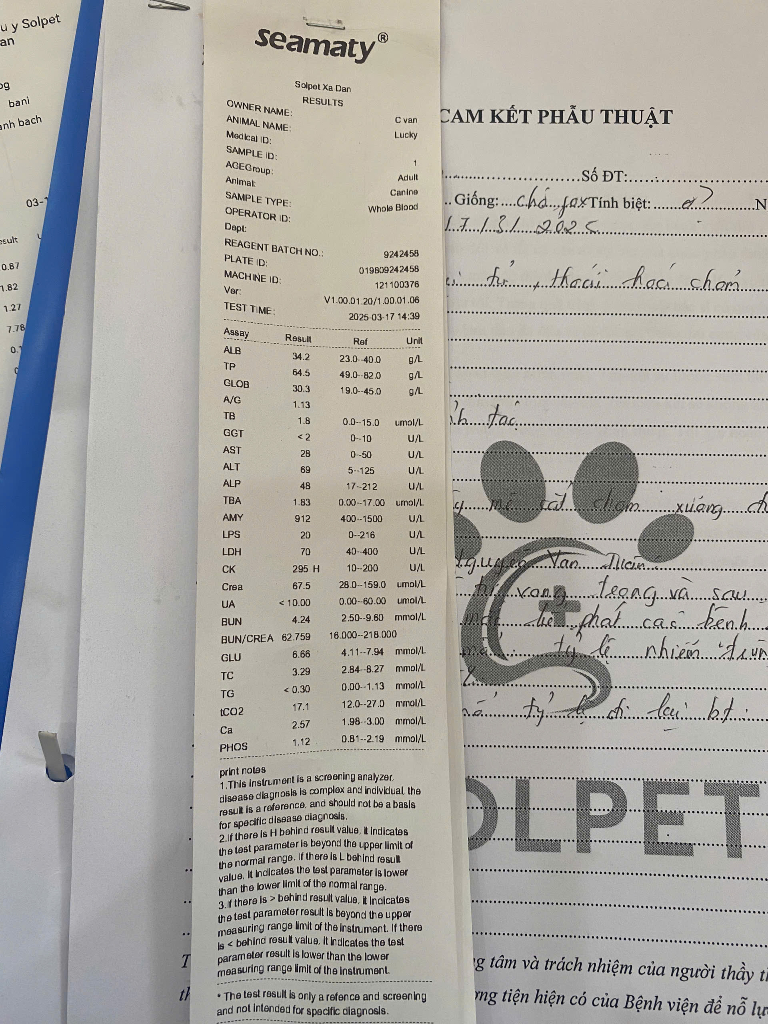 u y Solpet
an
bani
anh bach
03-
esult
0.67
1.82
1.27
7.78
0.
seamaty®
Solpet Xa Dan
RESULTS
OWNER NAME: C van
ANIMAL NAME: Lucky
Medical ID:
SAMPLE ID: 1
AGEGroup: Adult
Animal: Canine
SAMPLE TYPE: Whole Blood
OPERATOR ID:
Dept:
REAGENT BATCH NO.: 9242458
PLATE ID: 019809242458
MACHINE ID: 121100376
Ver: V1.00.01.20/1.00.01.06
TEST TIME: 2025-03-17 14:39
Assay Result Ref Unit
ALB 34.2 23.0--40.0 g/L
TP 64.5 49.0--82.0 g/L
GLOB 30.3 19.0--45.0 g/L
A/G 1.13
TB 1.8 0.0--15.0 umol/L
GGT < 2 0--10 U/L
AST 28 0--50 U/L
ALT 69 5--125 U/L
ALP 48 17--212 U/L
TBA 1.83 0.00--17.00 umol/L
AMY 912 400--1500 U/L
LPS 20 0--216 U/L
LDH 70 40--400 U/L
CK 295 H 10--200 U/L
Crea 67.5 28.0--159.0 umol/L
UA < 10.00 0.00--60.00 umol/L
BUN 4.24 2.50--9.60 mmol/L
BUN/CREA 62.759 16.000--218.000
GLU 6.66 4.11--7.94 mmol/L
TC 3.29 2.84--8.27 mmol/L
TG < 0.30 0.00--1.13 mmol/L
tCO2 17.1 12.0--27.0 mmol/L
Ca 2.57 1.98--3.00 mmol/L
PHOS 1.12 0.81--2.19 mmol/L
print notes
1.This instrument is a screening analyzer,
disease diagnosis is complex and individual, the
result is a reference, and should not be a basis
for specific disease diagnosis.
2.if there is H behind result value, it indicates
the test parameter is beyond the upper limit of
the normal range. If there is L behind result
value, it indicates the test parameter is lower
than the lower limit of the normal range.
3.if there is > behind result value, it indicates
the test parameter result is beyond the upper
measuring range limit of the instrument. If there
is < behind result value, it indicates the test
parameter result is lower than the lower
measuring range limit of the instrument.
* The test result is only a refence and screening
and not intended for specific diagnosis.
CAM KẾT PHẪU THUẬT
Số ĐT:
Giống: chó fox Tính biệt: ♂ N
17/3/2025
tử, thoái hoá chỏm
tác
mê cắt chỏm xương
Nguyễn Văn
vong trong và sau
phát các bệnh
tỷ lệ nhiễm trùn
tỷ lệ đi lại bt.
OLPET
T g tâm và trách nhiệm của người thầy th
th ơng tiện hiện có của Bệnh viện để nỗ lự